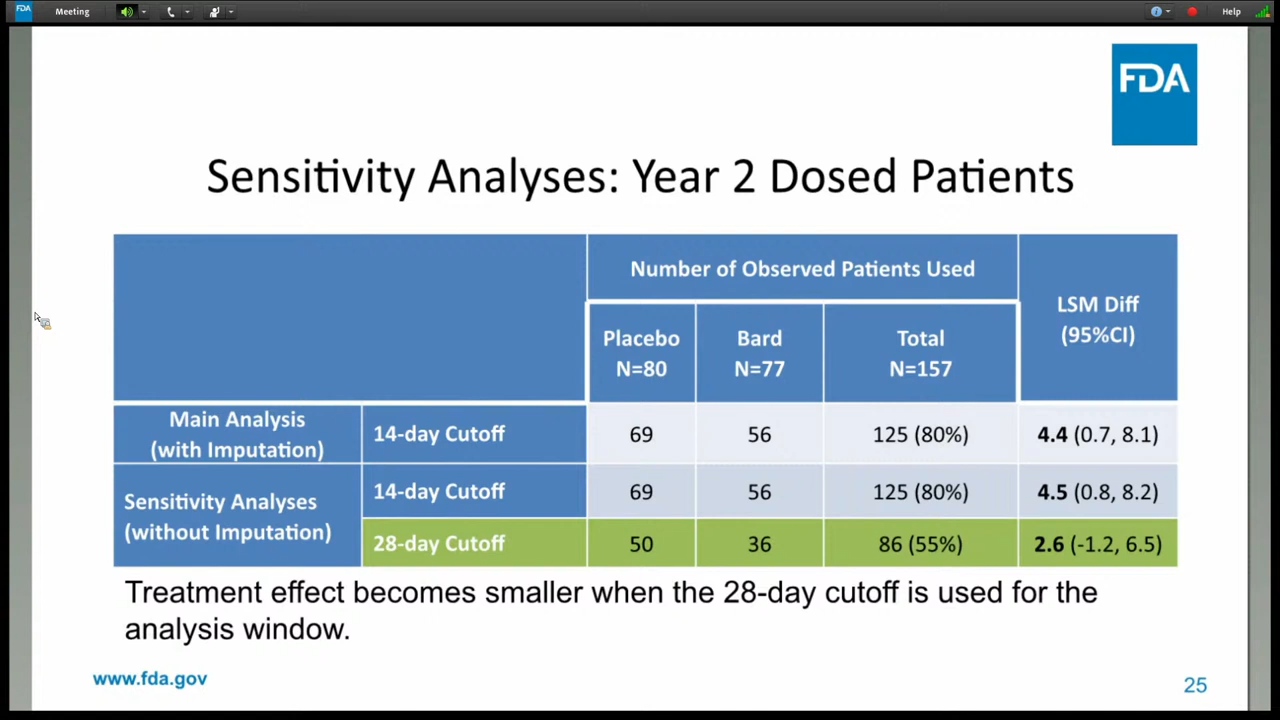 FDA Meeting Help
FDA
Sensitivity Analyses: Year 2 Dosed Patients
Number of Observed Patients Used
LSM Diff
(95%CI)
Placebo
N=80
Bard
N=77
Total
N=157
Main Analysis
(with Imputation)
14-day Cutoff 69 56 125 (80%) 4.4 (0.7, 8.1)
Sensitivity Analyses
(without Imputation)
14-day Cutoff 69 56 125 (80%) 4.5 (0.8, 8.2)
28-day Cutoff 50 36 86 (55%) 2.6 (-1.2, 6.5)
Treatment effect becomes smaller when the 28-day cutoff is used for the
analysis window.
www.fda.gov 25